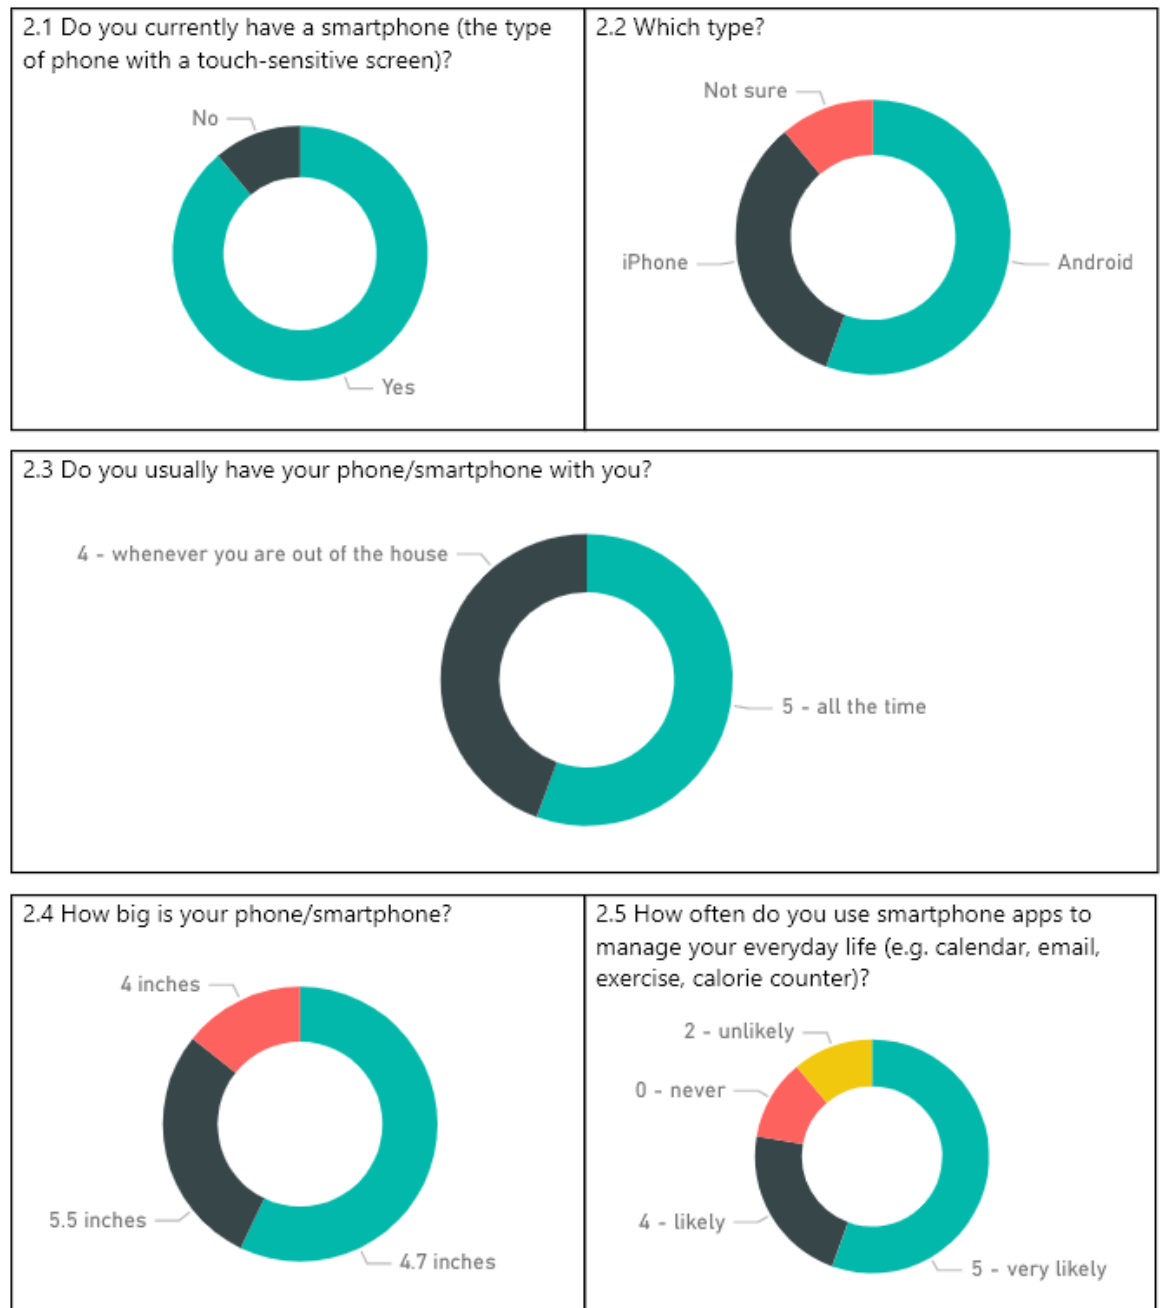 2.1 Do you currently have a smartphone (the type
of phone with a touch-sensitive screen)?
No
Yes
2.2 Which type?
Not sure
iPhone
Android
2.3 Do you usually have your phone/smartphone with you?
4 - whenever you are out of the house
5 - all the time
2.4 How big is your phone/smartphone?
4 inches
5.5 inches
4.7 inches
2.5 How often do you use smartphone apps to
manage your everyday life (e.g. calendar, email,
exercise, calorie counter)?
2 - unlikely
0 - never
4 - likely
5 - very likely